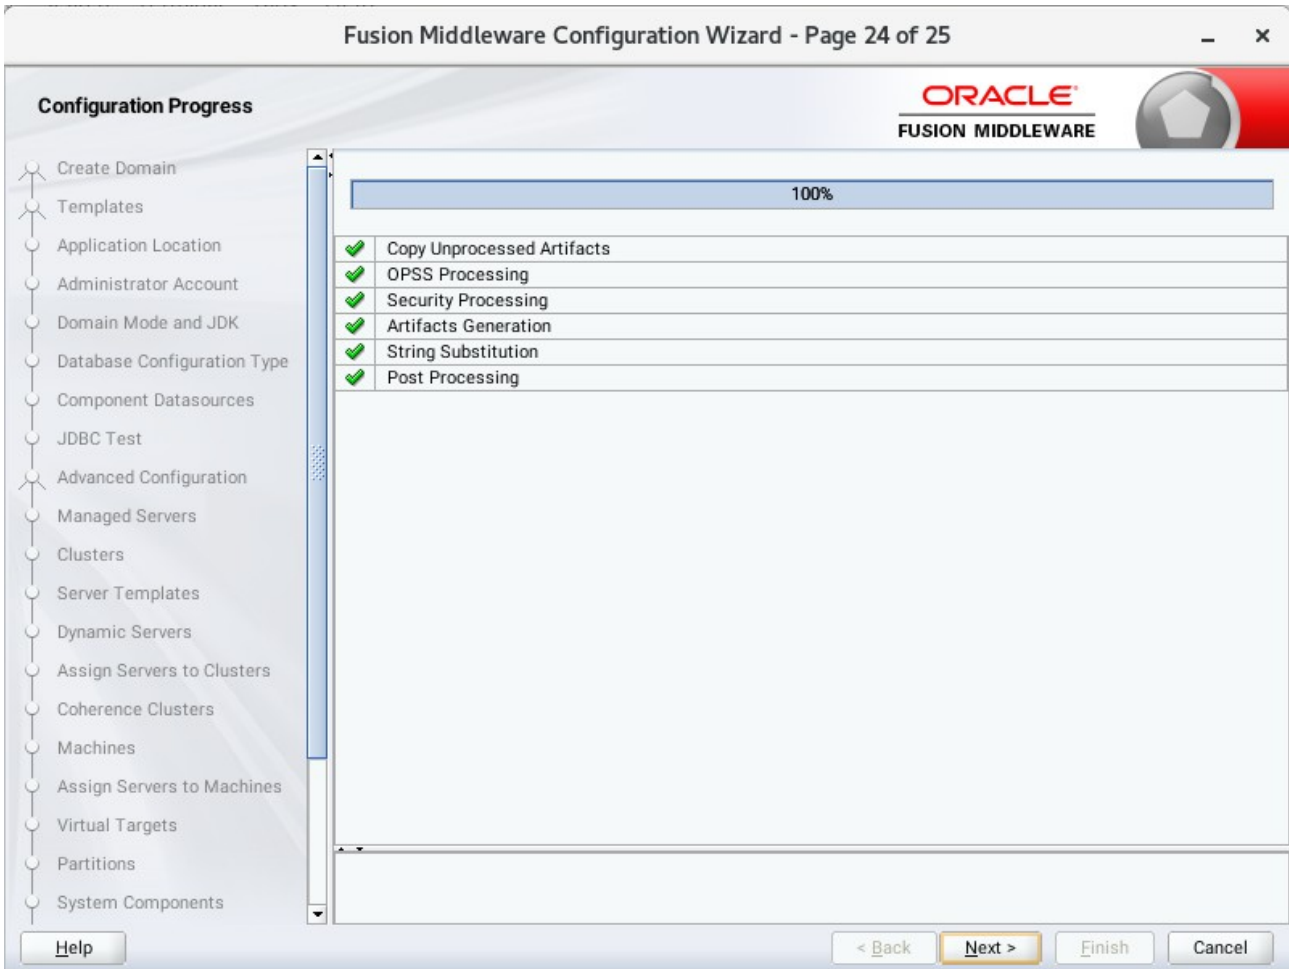 Fusion Middleware Configuration Wizard - Page 24 of 25
Configuration Progress
ORACLE
FUSION MIDDLEWARE
Create Domain
Templates
Application Location
Administrator Account
Domain Mode and JDK
Database Configuration Type
Component Datasources
JDBC Test
Advanced Configuration
Managed Servers
Clusters
Server Templates
Dynamic Servers
Assign Servers to Clusters
Coherence Clusters
Machines
Assign Servers to Machines
Virtual Targets
Partitions
System Components
100%
Copy Unprocessed Artifacts
OPSS Processing
Security Processing
Artifacts Generation
String Substitution
Post Processing
Help
< Back
Next >
Finish
Cancel